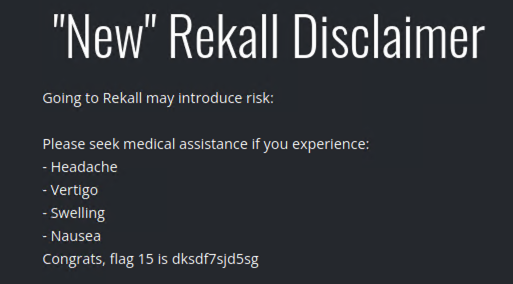 "New" Rekall Disclaimer
Going to Rekall may introduce risk:
Please seek medical assistance if you experience:
- Headache
- Vertigo
- Swelling
- Nausea
Congrats, flag 15 is dksdf7sjd5sg